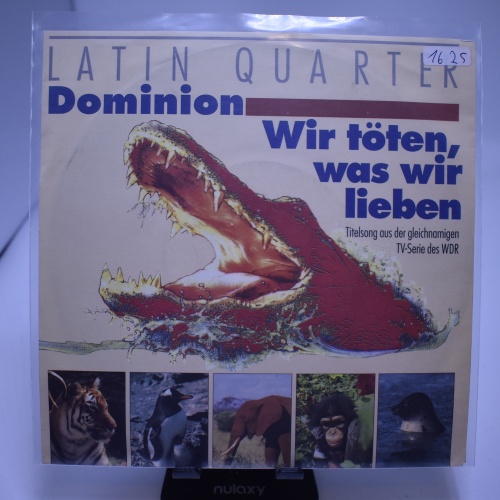 LATIN QUARTER
16.25
Dominion
Wir töten,
was wir
lieben
Titelsong aus der gleichnamigen
TV-Serie des WDR
nulaxy